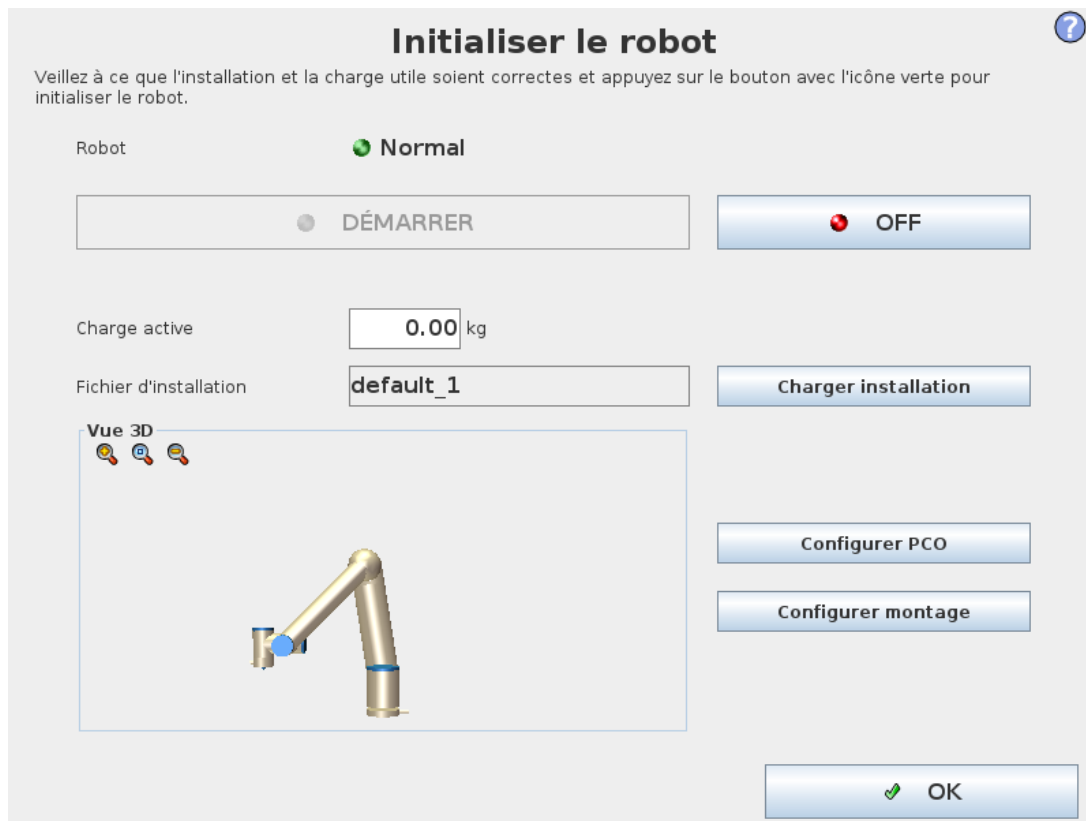 Initialiser le robot
?
Veillez à ce que l'installation et la charge utile soient correctes et appuyez sur le bouton avec l'icône verte pour
initialiser le robot.
Robot
Normal
DÉMARRER
OFF
Charge active
0.00 kg
Fichier d'installation
default_1
Charger installation
Vue 3D
Configurer PCO
Configurer montage
OK